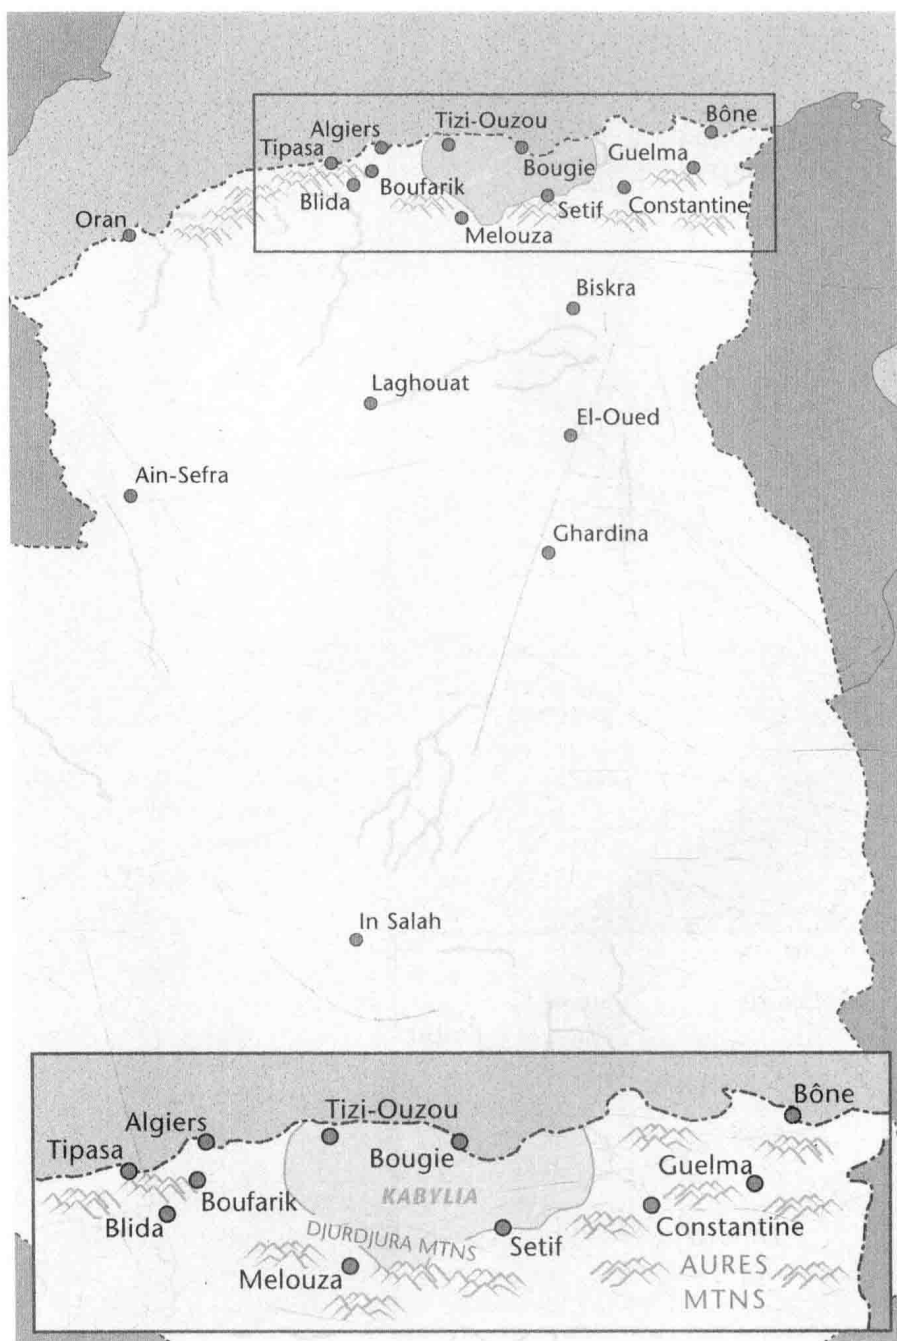 Bône
Tizi-Ouzou
Algiers
Tipasa
Guelma
Bougie
Boufarik
Blida
Setif
Constantine
Oran
Melouza
Biskra
Laghouat
El-Oued
Ain-Sefra
Ghardina
In Salah
Bône
Tizi-Ouzou
Algiers
Tipasa
Bougie
Guelma
KABYLIA
Boufarik
Blida
Constantine
DJURDJURA MTNS
Setif
Melouza
AURES
MTNS